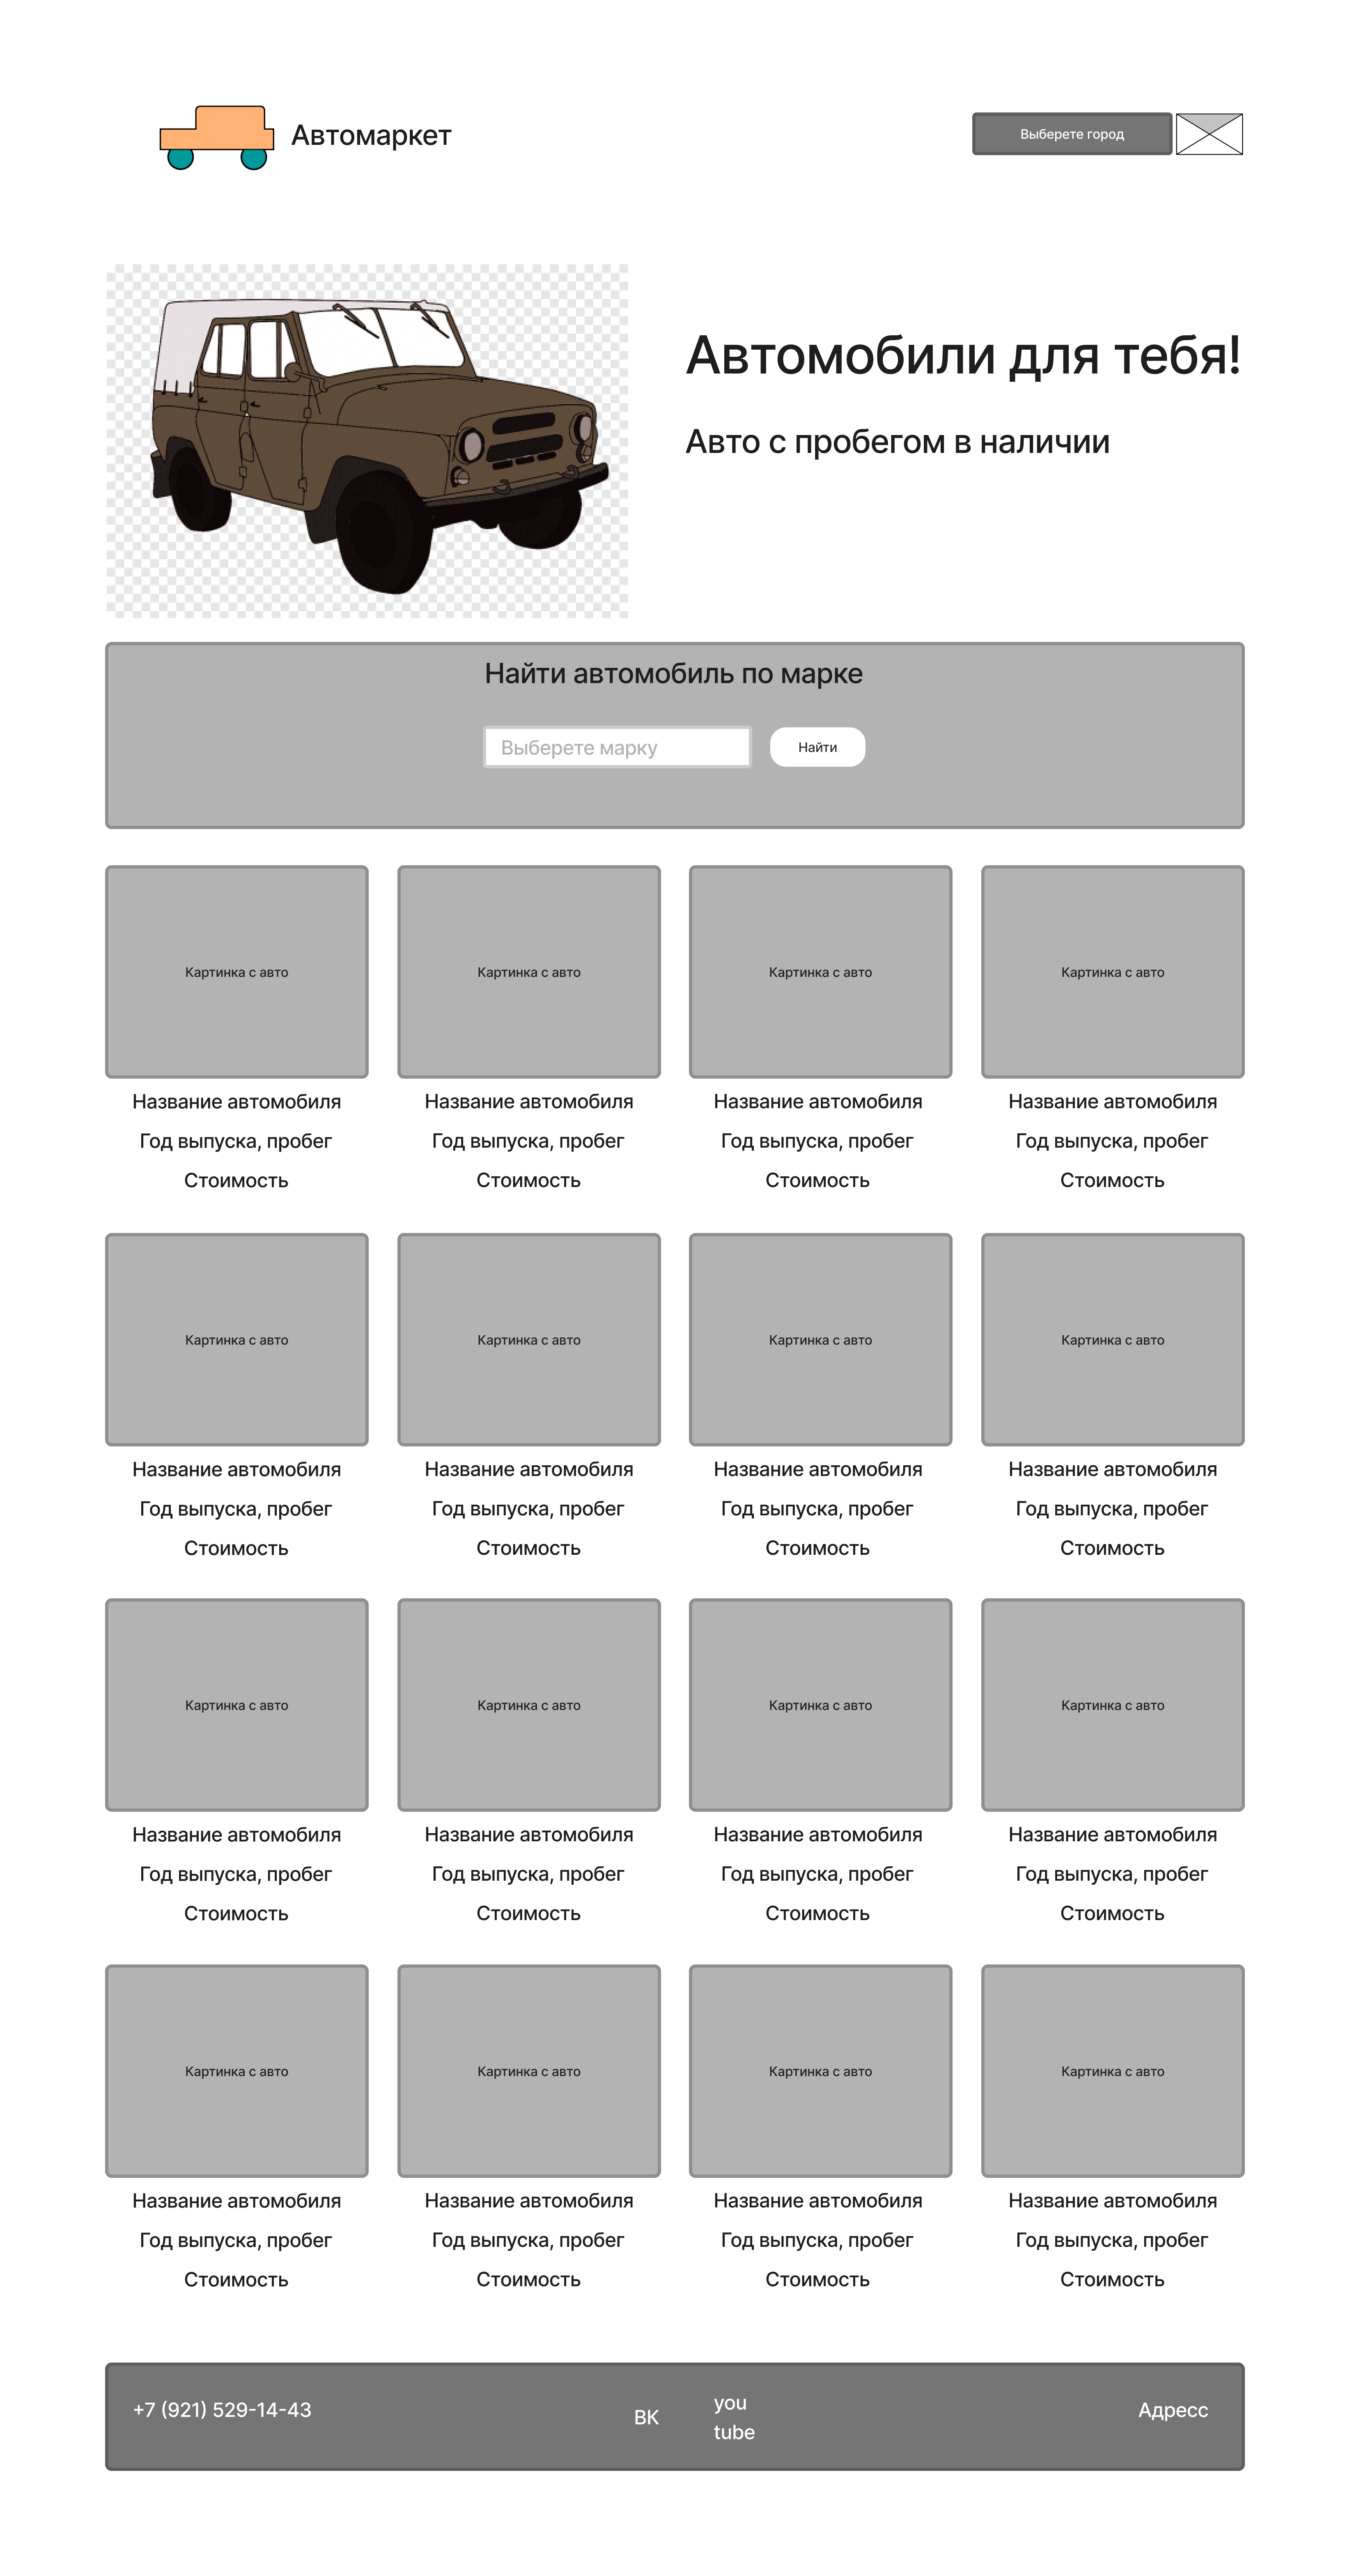 Автомаркет
Выберете город
Автомобили для тебя!
Авто с пробегом в наличии
Найти автомобиль по марке
Выберете марку
Найти
Картинка с авто
Картинка с авто
Картинка с авто
Картинка с авто
Название автомобиля
Название автомобиля
Название автомобиля
Название автомобиля
Год выпуска, пробег
Год выпуска, пробег
Год выпуска, пробег
Год выпуска, пробег
Стоимость
Стоимость
Стоимость
Стоимость
Картинка с авто
Картинка с авто
Картинка с авто
Картинка с авто
Название автомобиля
Название автомобиля
Название автомобиля
Название автомобиля
Год выпуска, пробег
Год выпуска, пробег
Год выпуска, пробег
Год выпуска, пробег
Стоимость
Стоимость
Стоимость
Стоимость
Картинка с авто
Картинка с авто
Картинка с авто
Картинка с авто
Название автомобиля
Название автомобиля
Название автомобиля
Название автомобиля
Год выпуска, пробег
Год выпуска, пробег
Год выпуска, пробег
Год выпуска, пробег
Стоимость
Стоимость
Стоимость
Стоимость
Картинка с авто
Картинка с авто
Картинка с авто
Картинка с авто
Название автомобиля
Название автомобиля
Название автомобиля
Название автомобиля
Год выпуска, пробег
Год выпуска, пробег
Год выпуска, пробег
Год выпуска, пробег
Стоимость
Стоимость
Стоимость
Стоимость
+7 (921) 529-14-43
ВК
you
tube
Адресс